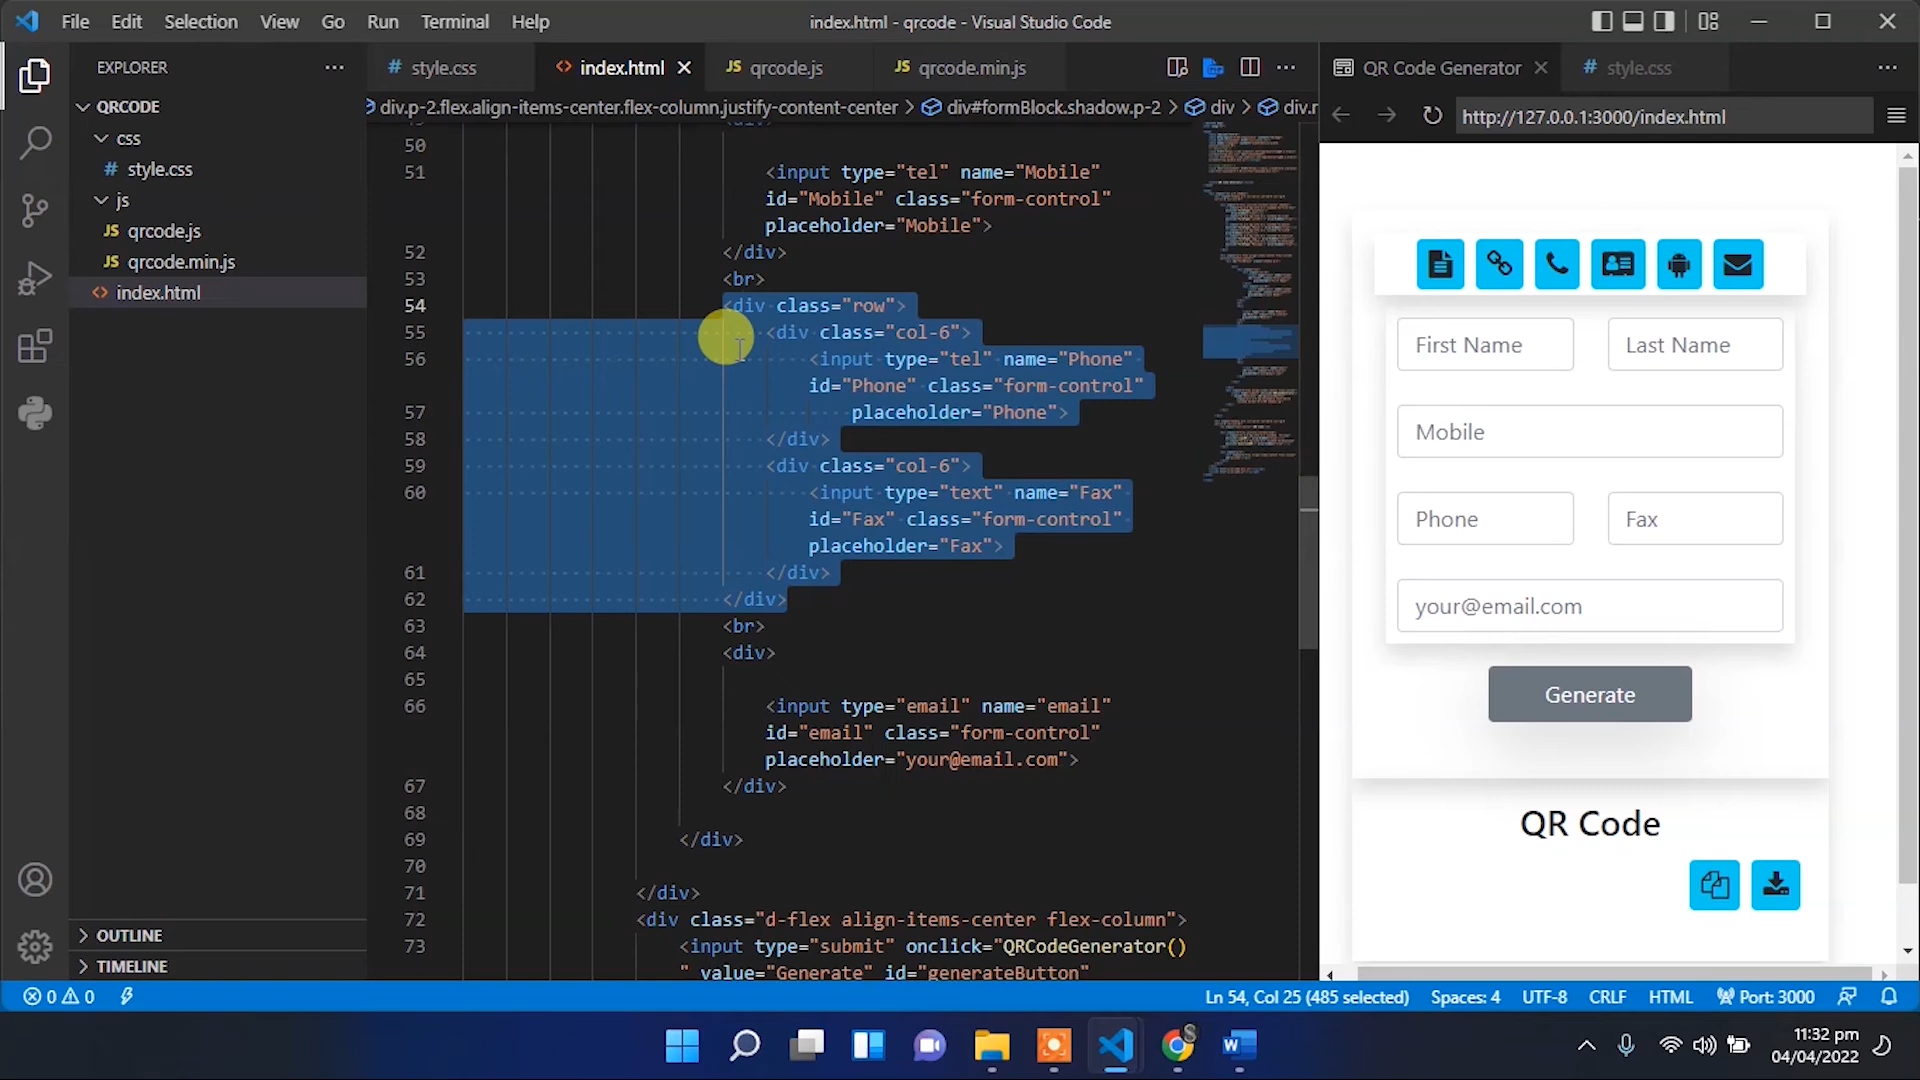 File Edit Selection View Go Run Terminal Help
index.html - qrcode - Visual Studio Code
EXPLORER
QRCODE
css
# style.css
js
JS qrcode.js
JS qrcode.min.js
<> index.html
OUTLINE
TIMELINE
# style.css
<> index.html
JS qrcode.js
JS qrcode.min.js
div.p-2.flex.align-items-center.flex-column.justify-content-center > div#formBlock.shadow.p-2 > div > div.r
50
51 <input type="tel" name="Mobile"
id="Mobile" class="form-control"
placeholder="Mobile">
52 </div>
53 <br>
54 <div class="row">
55 <div class="col-6">
56 <input type="tel" name="Phone"
id="Phone" class="form-control"
57 placeholder="Phone">
58 </div>
59 <div class="col-6">
60 <input type="text" name="Fax"
id="Fax" class="form-control"
placeholder="Fax">
61 </div>
62 </div>
63 <br>
64 <div>
65
66 <input type="email" name="email"
id="email" class="form-control"
placeholder="your@email.com">
67 </div>
68
69 </div>
70
71 </div>
72 <div class="d-flex align-items-center flex-column">
73 <input type="submit" onclick="QRCodeGenerator()
" value="Generate" id="generateButton"
QR Code Generator
# style.css
http://127.0.0.1:3000/index.html
First Name
Last Name
Mobile
Phone
Fax
your@email.com
Generate
QR Code
0 0
Ln 54, Col 25 (485 selected)
Spaces: 4
UTF-8
CRLF
HTML
Port: 3000
11:32 pm
04/04/2022